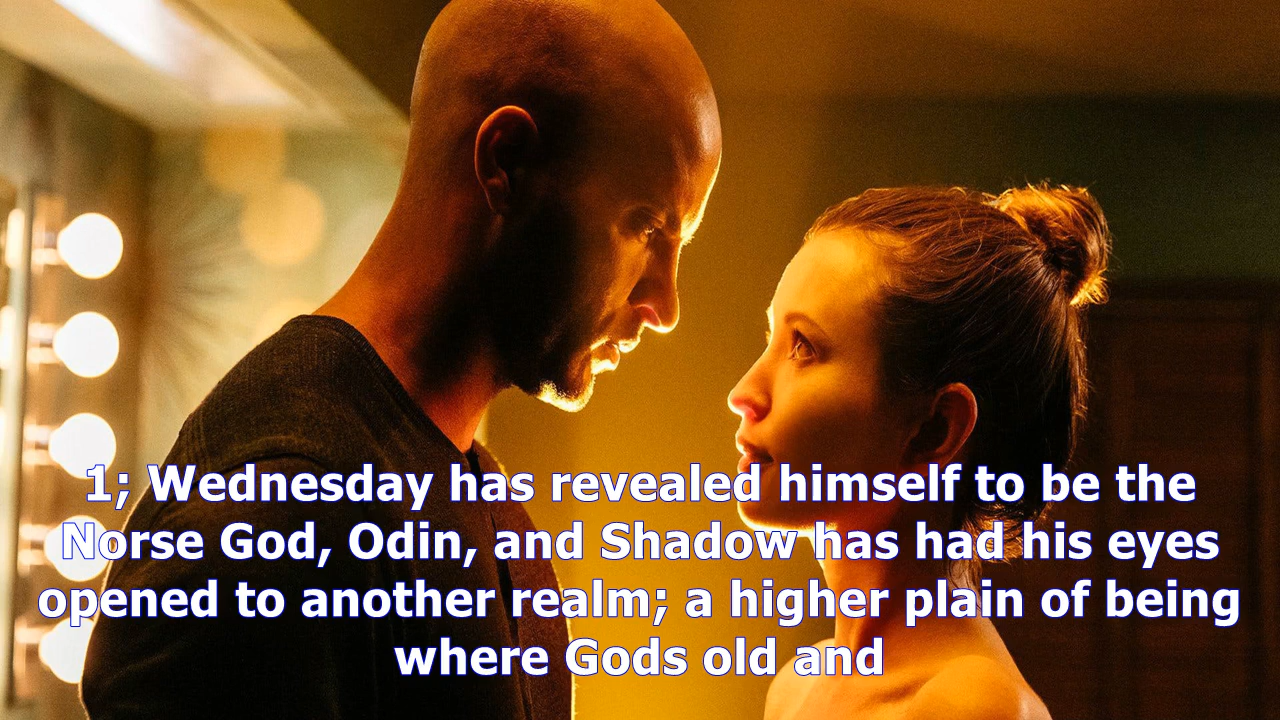 1; Wednesday has revealed himself to be the
Norse God, Odin, and Shadow has had his eyes
opened to another realm; a higher plain of being
where Gods old and